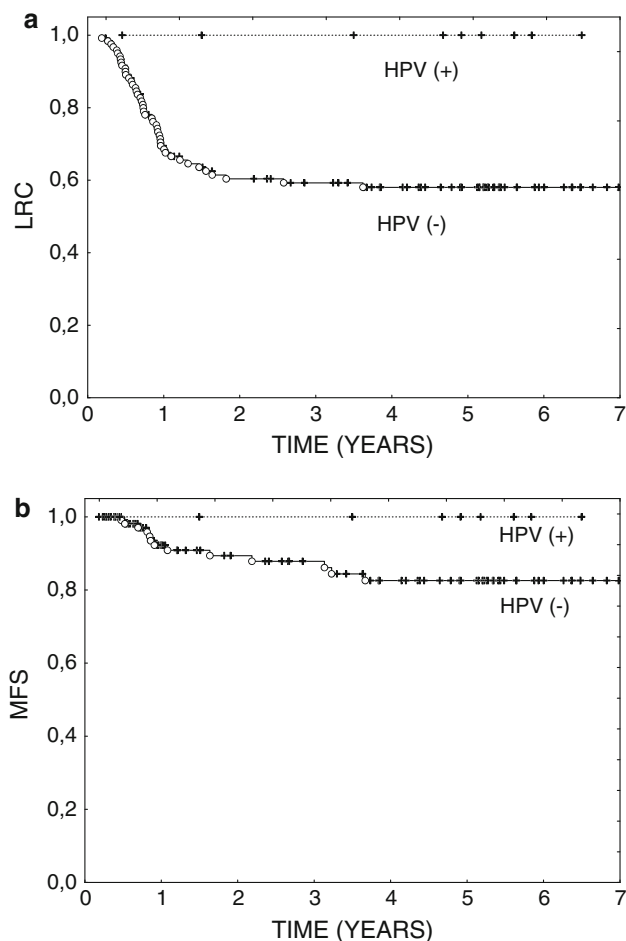 a
1,0
0,8
0,6
0,4
0,2
0,0
LRC
HPV (+)
HPV (-)
0 1 2 3 4 5 6 7
TIME (YEARS)
b
1,0
0,8
0,6
0,4
0,2
0,0
MFS
HPV (+)
HPV (-)
0 1 2 3 4 5 6 7
TIME (YEARS)